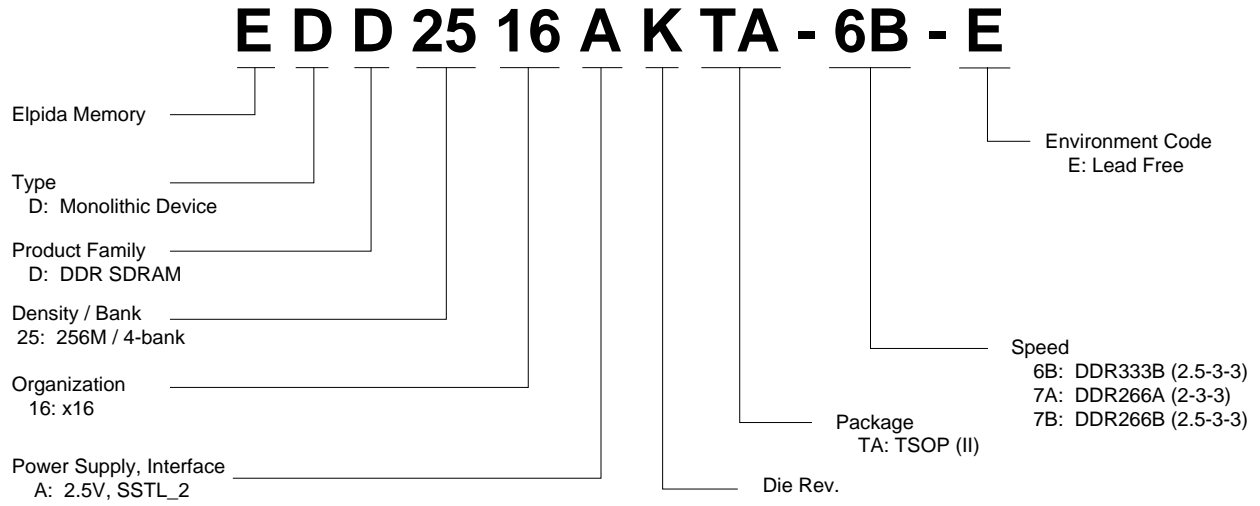 E D D 25 16 A K TA - 6B - E
Elpida Memory
Type
D: Monolithic Device
Product Family
D: DDR SDRAM
Density / Bank
25: 256M / 4-bank
Organization
16: x16
Power Supply, Interface
A: 2.5V, SSTL_2
Environment Code
E: Lead Free
Speed
6B: DDR333B (2.5-3-3)
7A: DDR266A (2-3-3)
7B: DDR266B (2.5-3-3)
Package
TA: TSOP (II)
Die Rev.